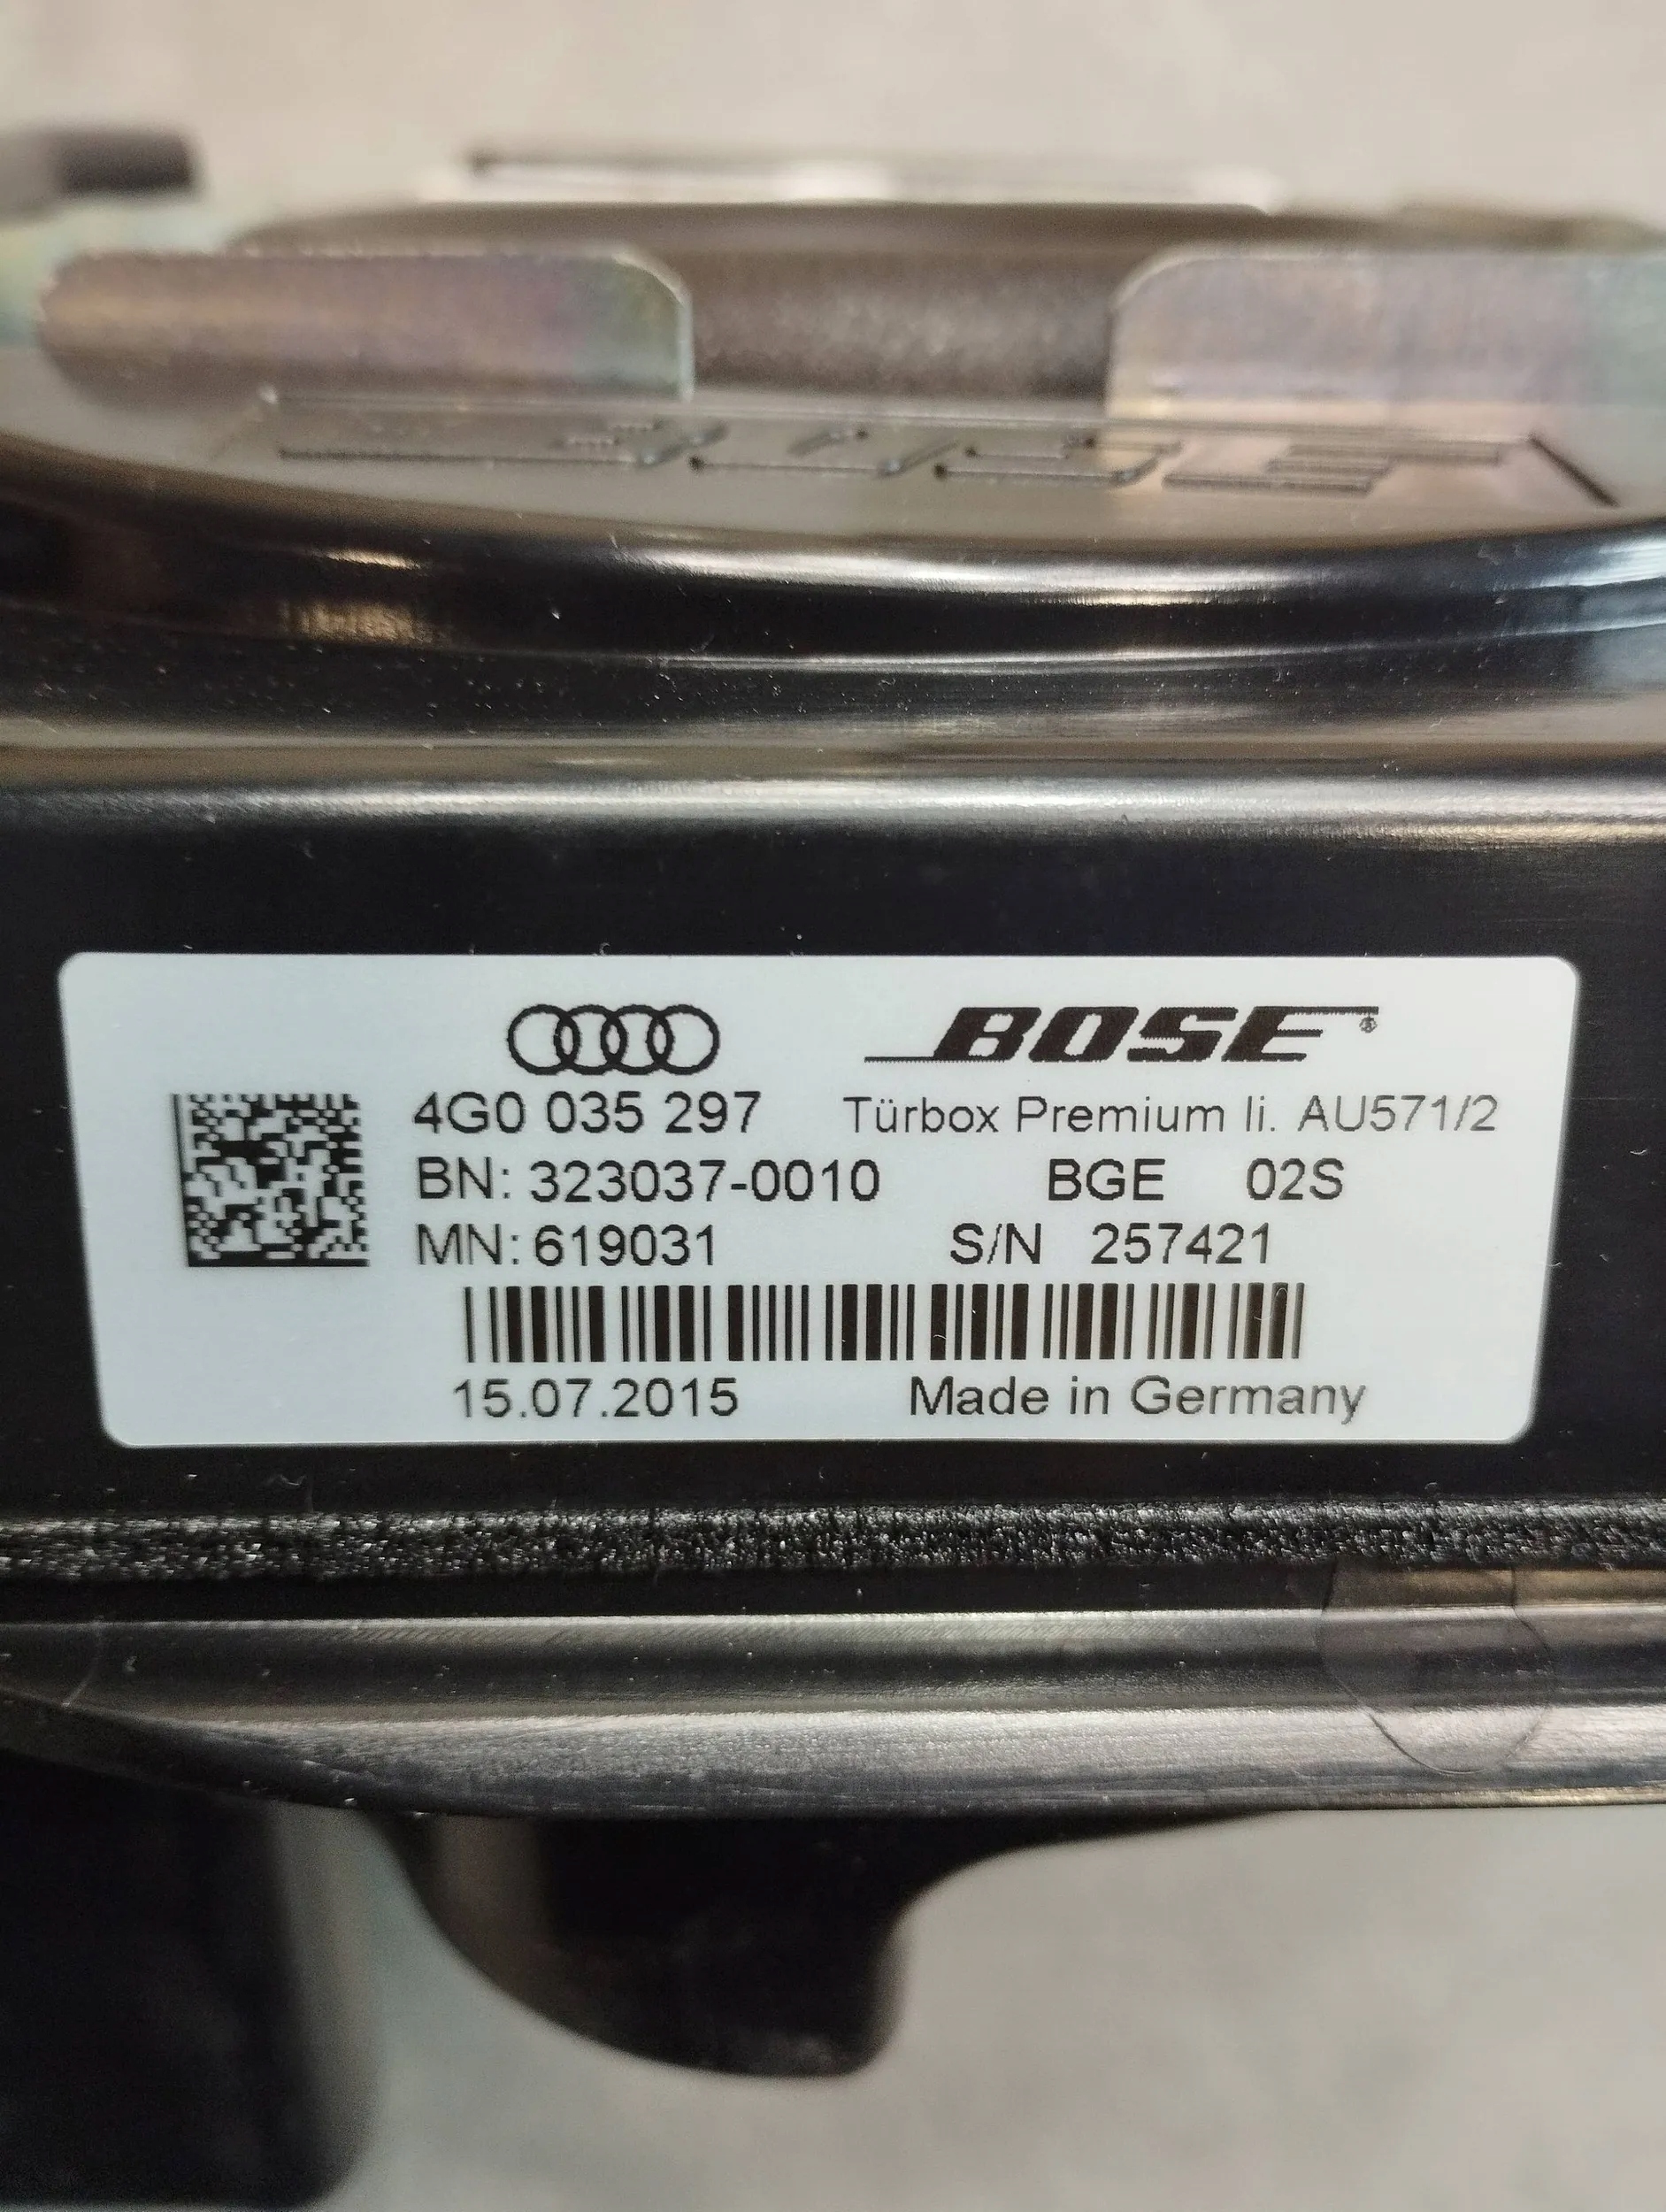 BOSE®
4G0 035 297 Türbox Premium li. AU571/2
BN: 323037-0010 BGE 02S
MN: 619031 S/N 257421
15.07.2015 Made in Germany